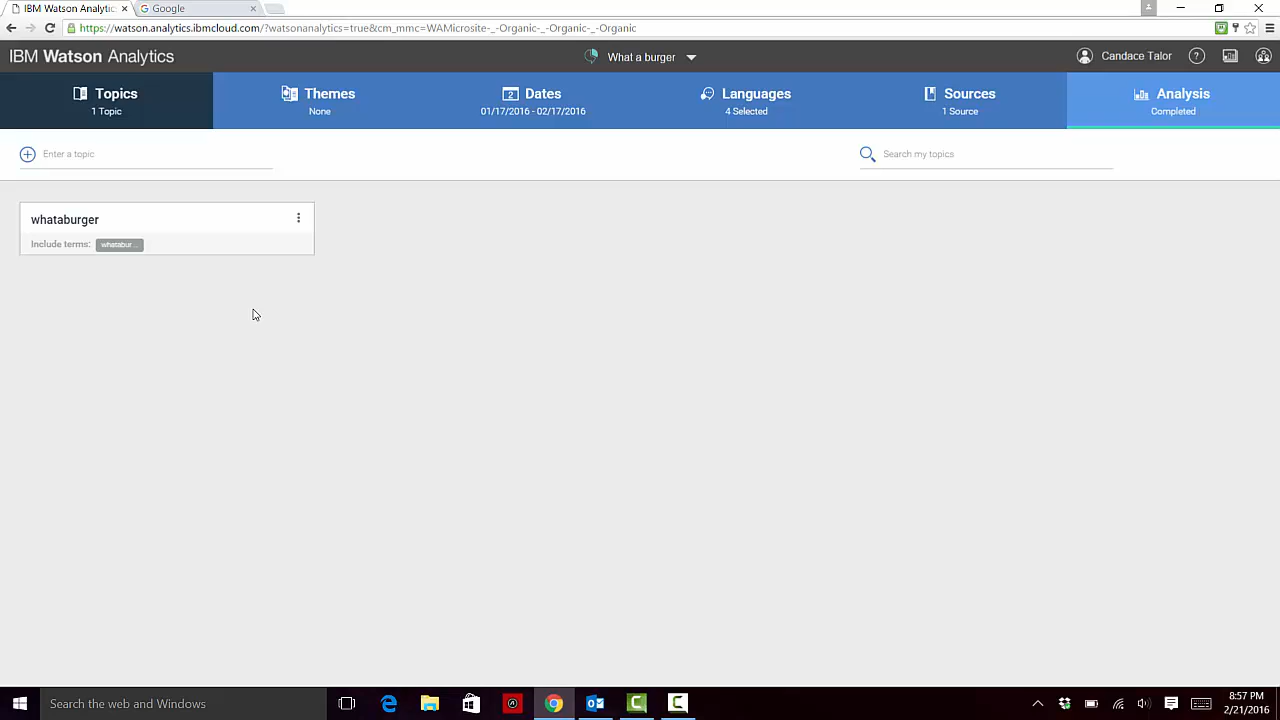 IBM Watson Analytic
Google
https://watson.analytics.ibmcloud.com/?watsonanalytics=true&cm_mmc=WAMicrosite-_-Organic-_-Organic-_-Organic
IBM Watson Analytics
What a burger
Candace Talor
Topics
1 Topic
Themes
None
Dates
01/17/2016 - 02/17/2016
Languages
4 Selected
Sources
1 Source
Analysis
Completed
Enter a topic
Search my topics
whataburger
Include terms: whatabur...
Search the web and Windows
8:57 PM
2/21/2016